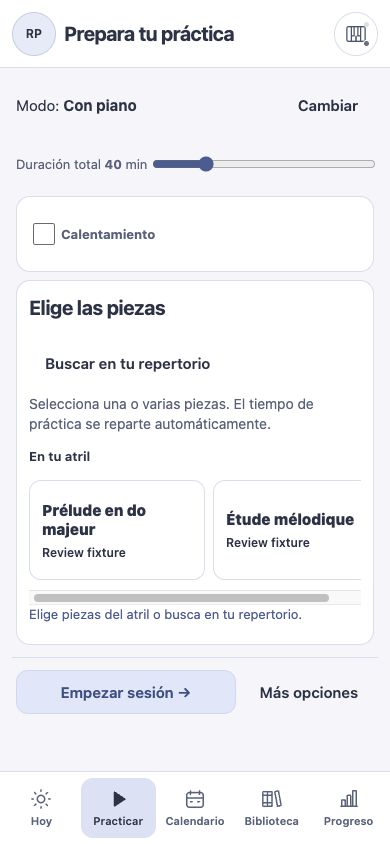 RP Prepara tu práctica
Modo: Con piano Cambiar
Duración total 40 min
Calentamiento
Elige las piezas
Buscar en tu repertorio
Selecciona una o varias piezas. El tiempo de
práctica se reparte automáticamente.
En tu atril
Prélude en do
majeur
Review fixture
Étude mélodique
Review fixture
Elige piezas del atril o busca en tu repertorio.
Empezar sesión → Más opciones
Hoy Practicar Calendario Biblioteca Progreso